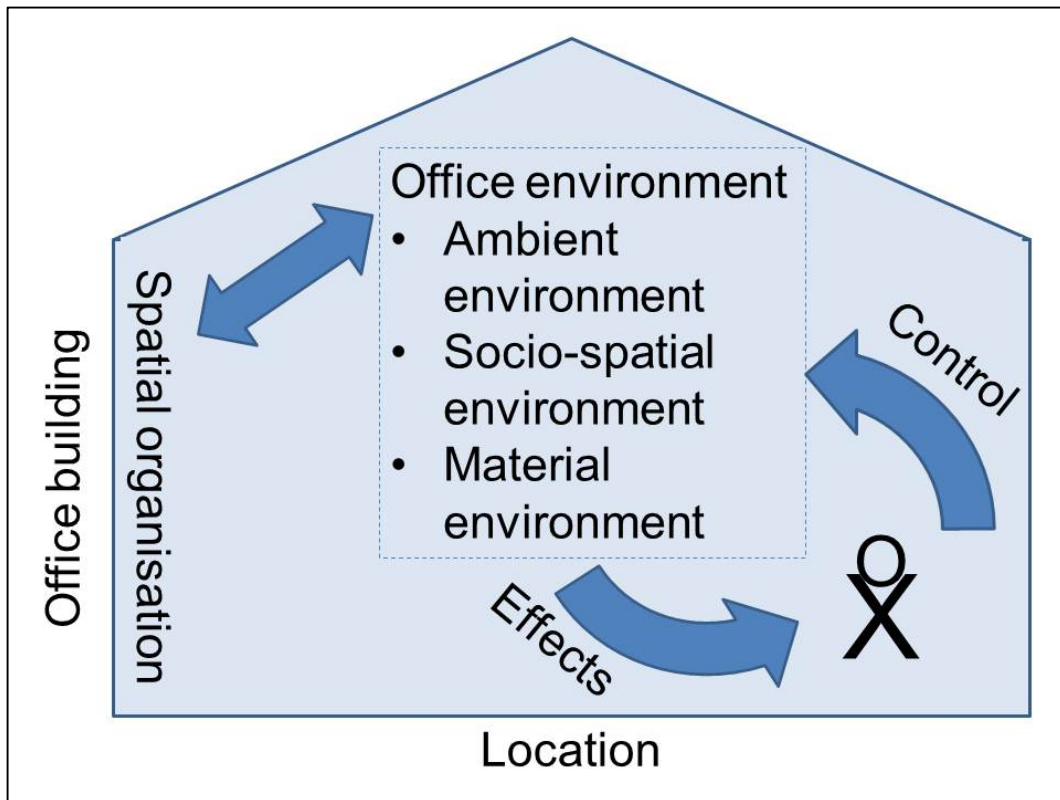 Office building
Spatial organisation
Office environment
• Ambient
environment
• Socio-spatial
environment
• Material
environment
Control
Effects
Location